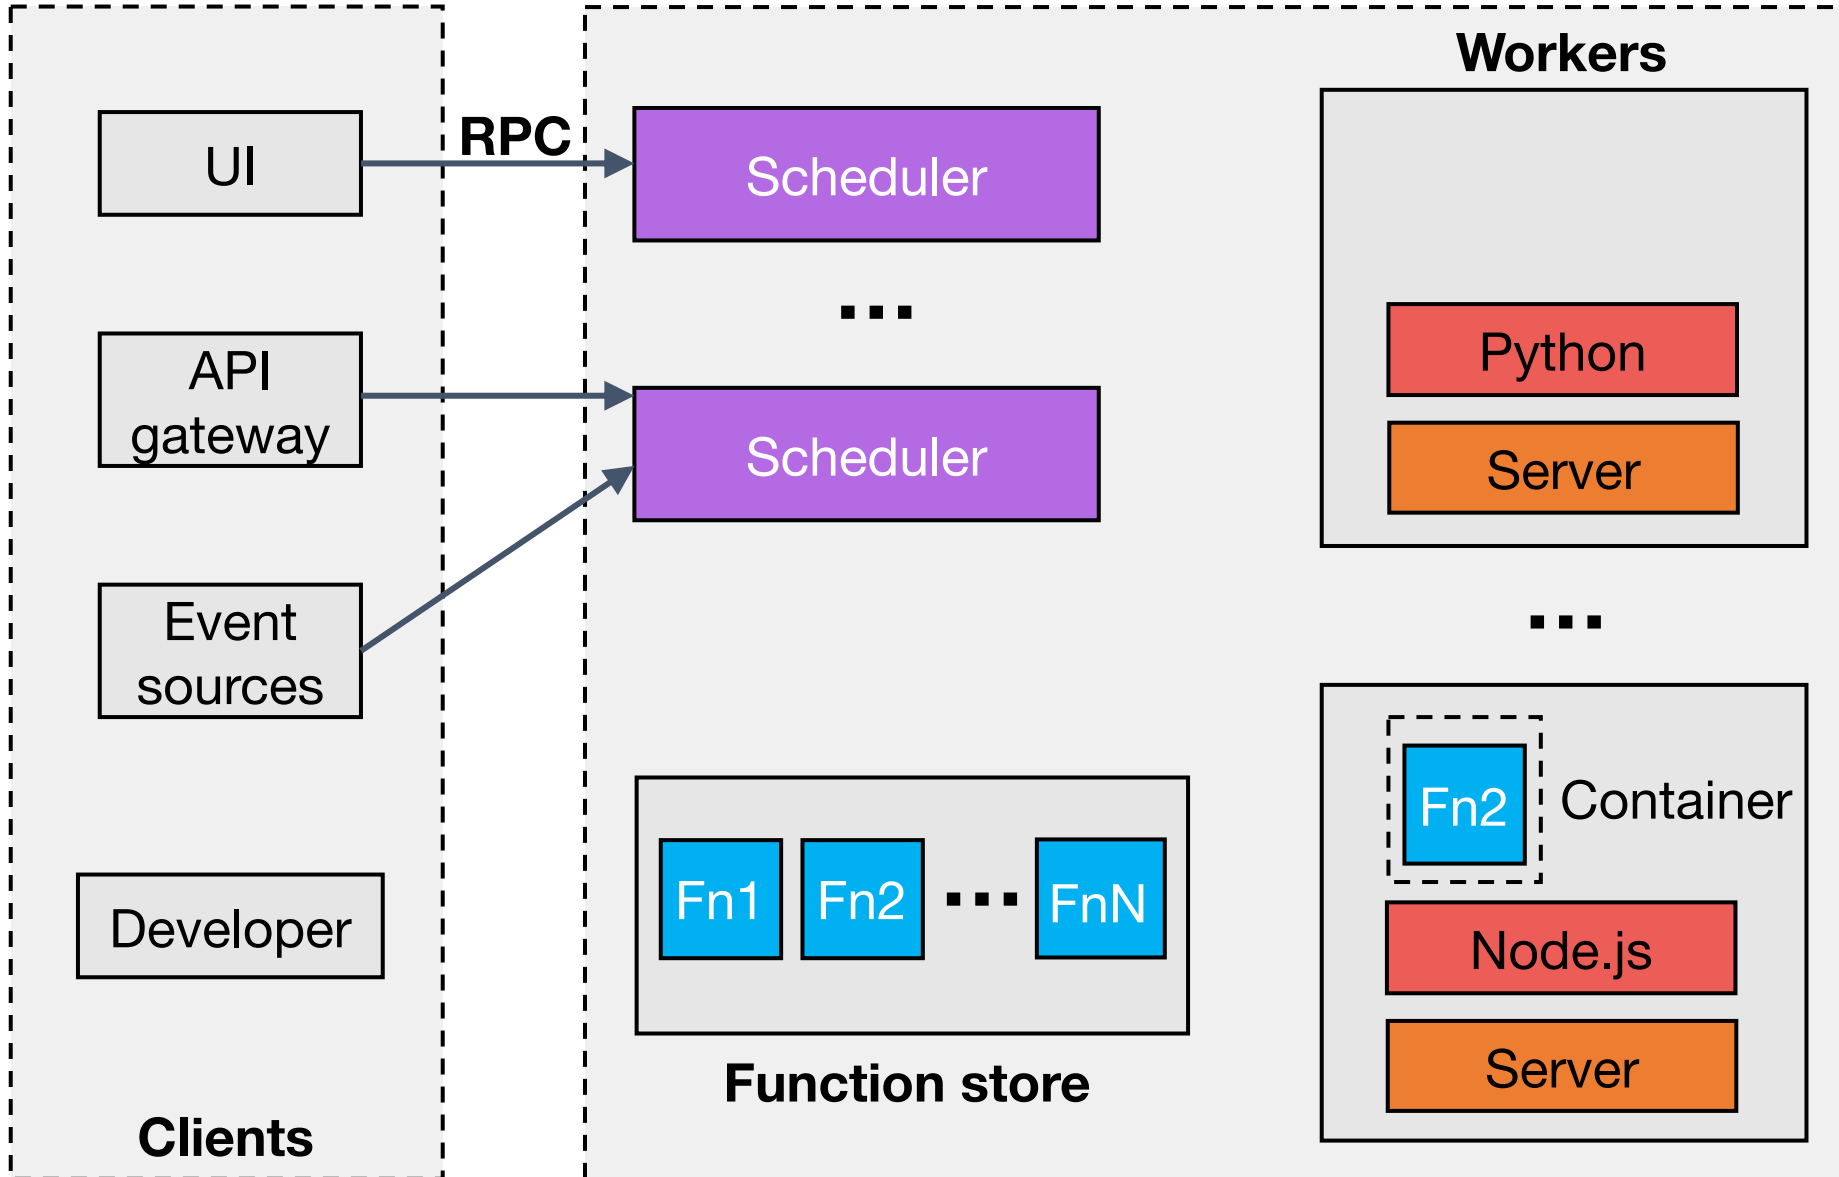 Workers
UI
RPC
Scheduler
...
API
gateway
Scheduler
Python
Server
Event
sources
...
Fn2
Container
Developer
Fn1
Fn2
...
FnN
Node.js
Server
Function store
Clients